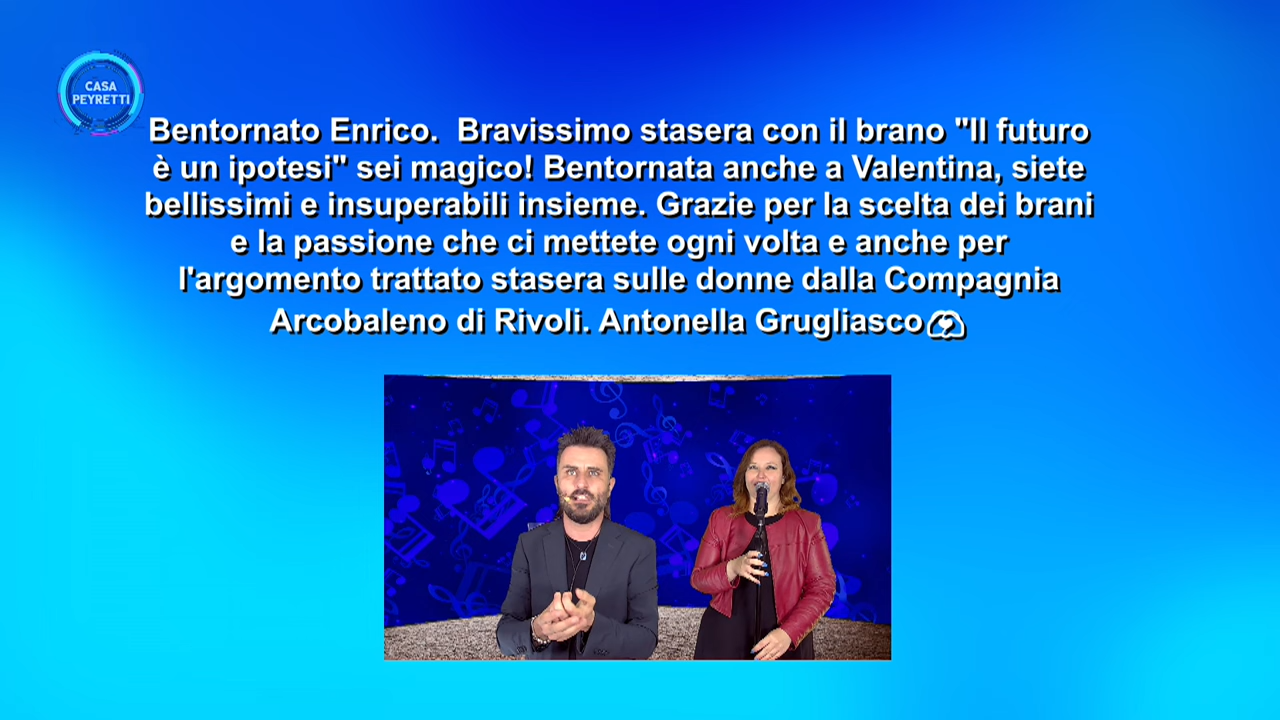 CASA
PEYRETTI
Bentornato Enrico.  Bravissimo stasera con il brano "Il futuro
è un ipotesi" sei magico! Bentornata anche a Valentina, siete
bellissimi e insuperabili insieme. Grazie per la scelta dei brani
e la passione che ci mettete ogni volta e anche per
l'argomento trattato stasera sulle donne dalla Compagnia
Arcobaleno di Rivoli. Antonella Grugliasco